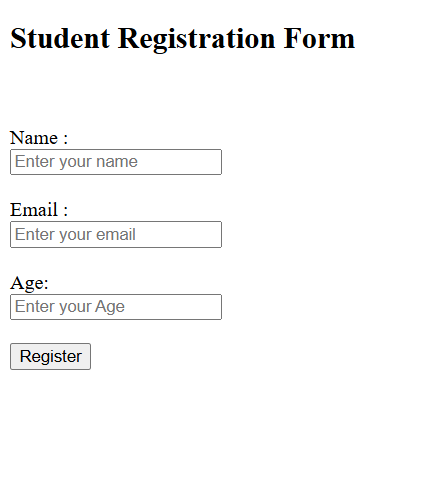 Student Registration Form
Name :
Enter your name
Email :
Enter your email
Age:
Enter your Age
Register